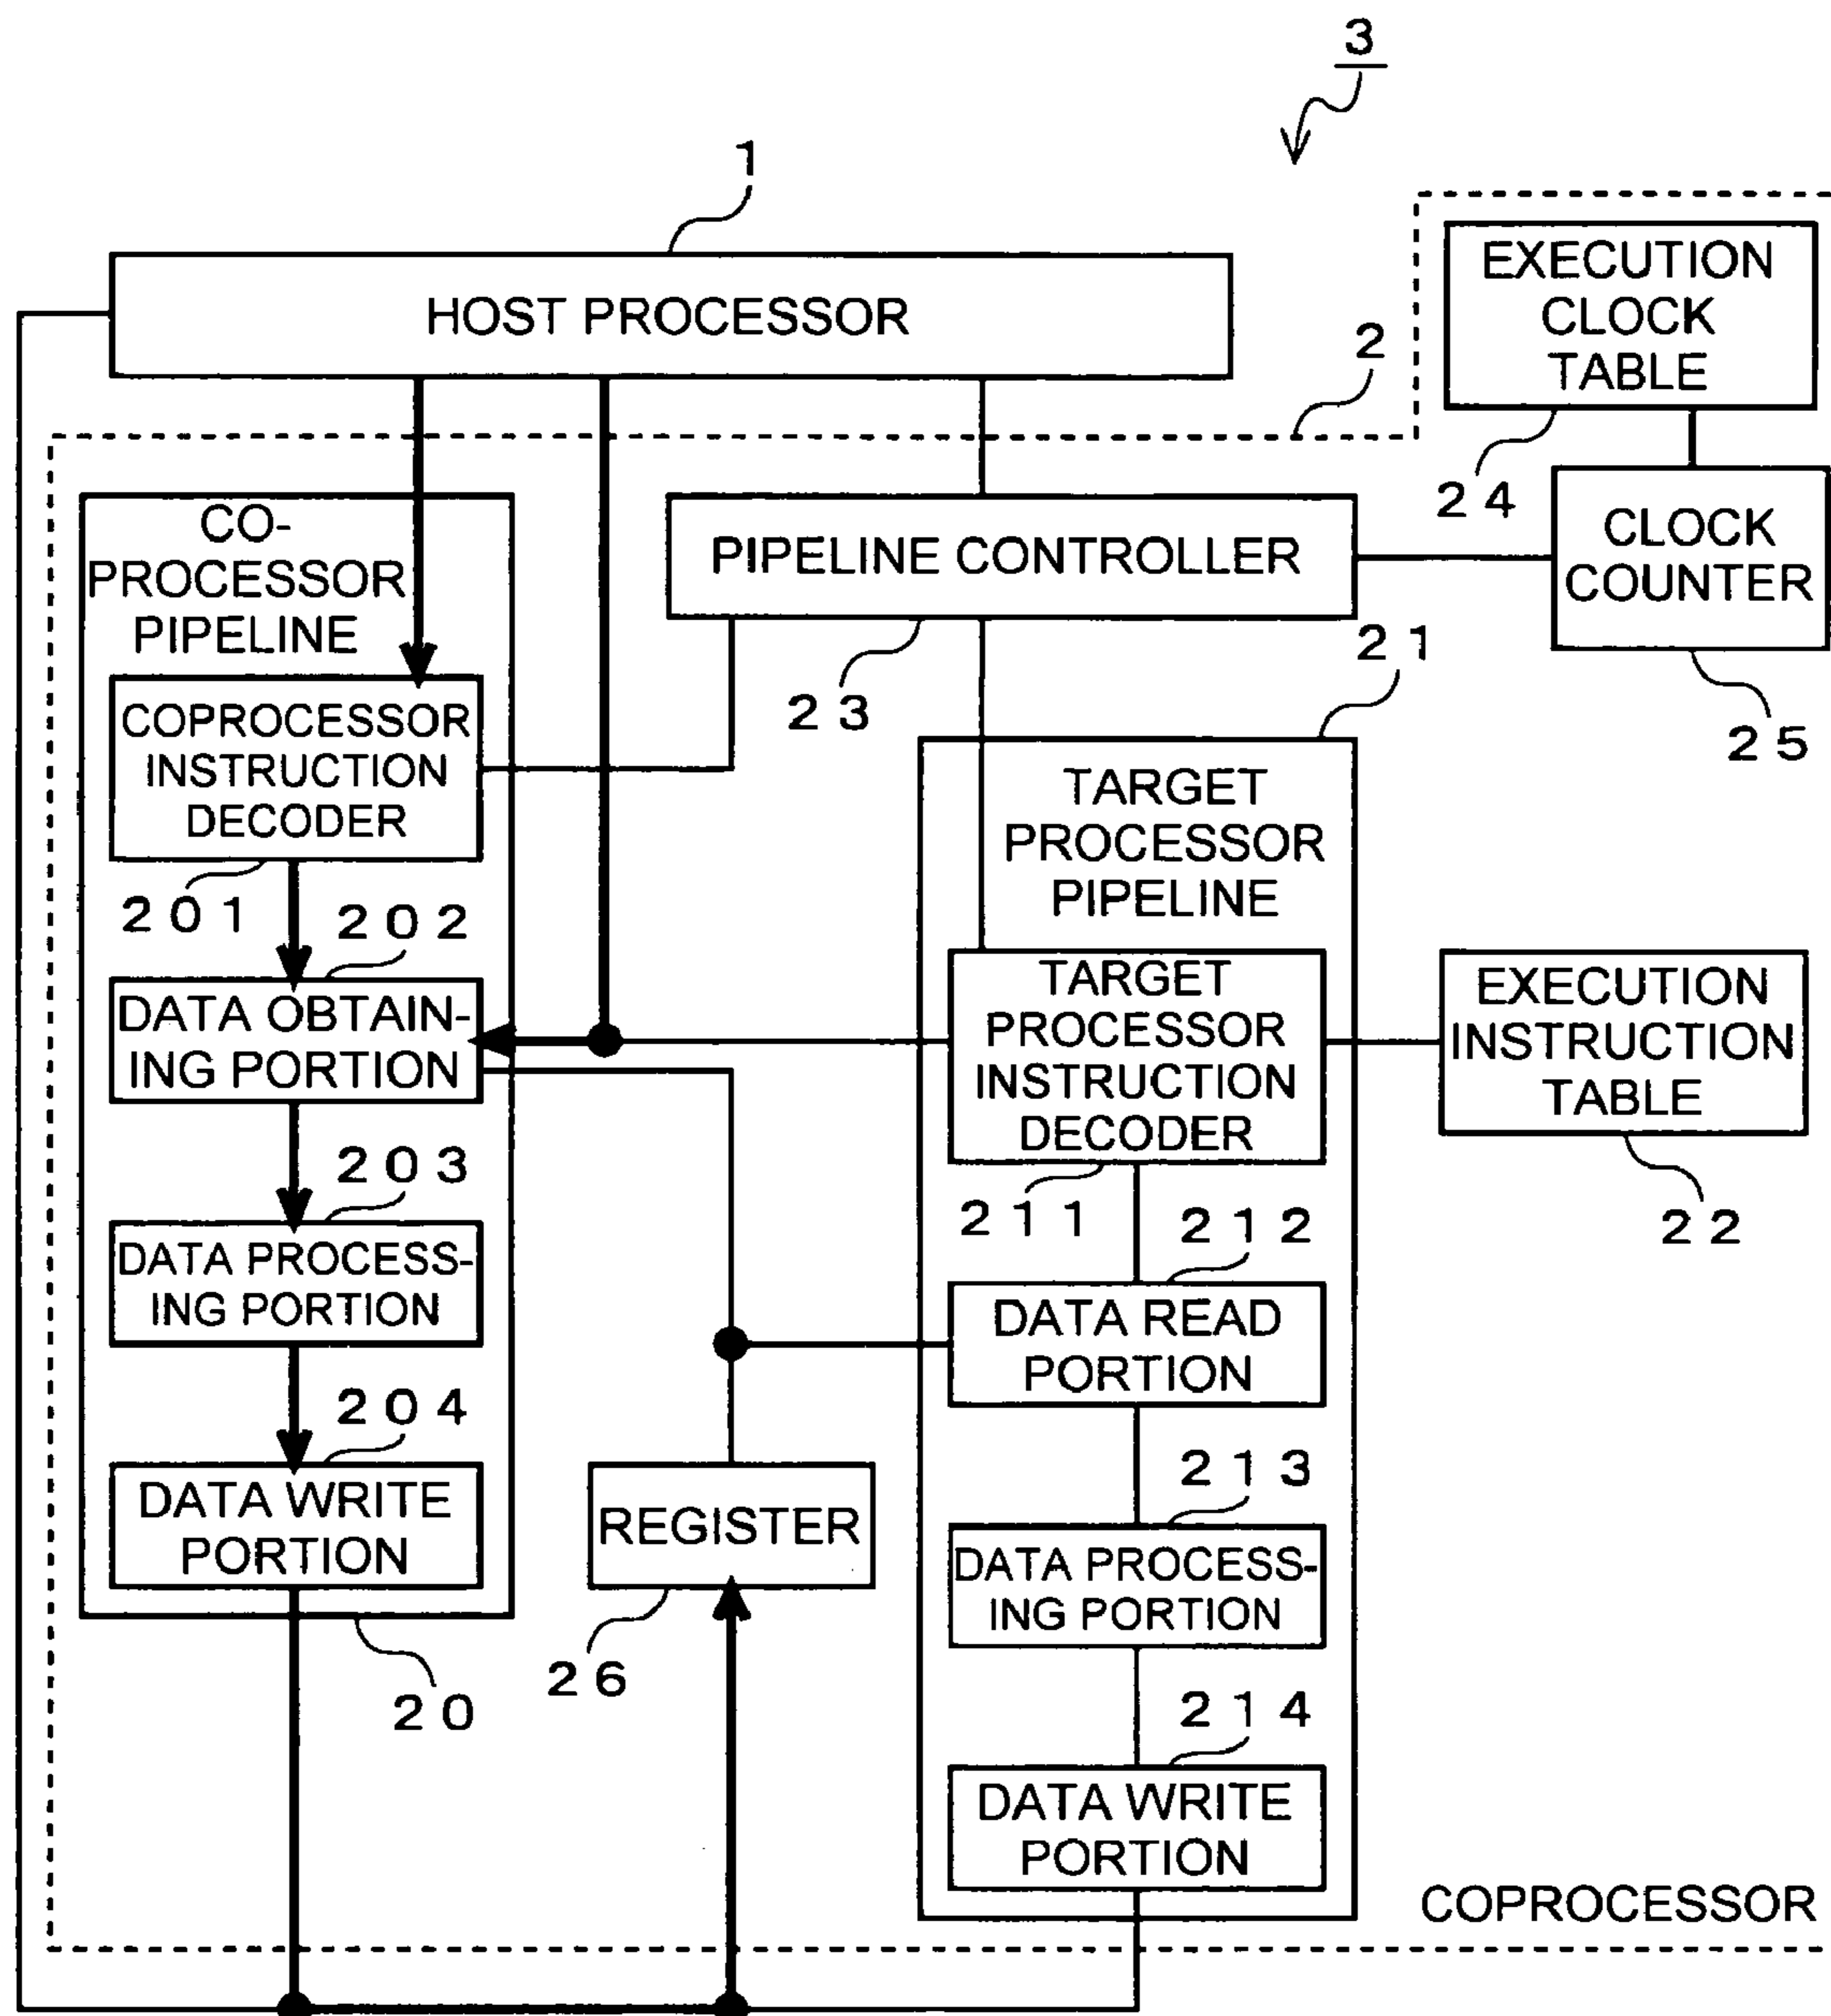 3
1
HOST PROCESSOR
EXECUTION
CLOCK
TABLE
2
24
CO-
PROCESSOR
PIPELINE
PIPELINE CONTROLLER
CLOCK
COUNTER
21
23
25
COPROCESSOR
INSTRUCTION
DECODER
TARGET
PROCESSOR
PIPELINE
201
202
DATA OBTAIN-
ING PORTION
TARGET
PROCESSOR
INSTRUCTION
DECODER
EXECUTION
INSTRUCTION
TABLE
203
211
212
22
DATA PROCESS-
ING PORTION
DATA READ
PORTION
204
213
DATA WRITE
PORTION
REGISTER
DATA PROCESS-
ING PORTION
26
20
214
DATA WRITE
PORTION
COPROCESSOR